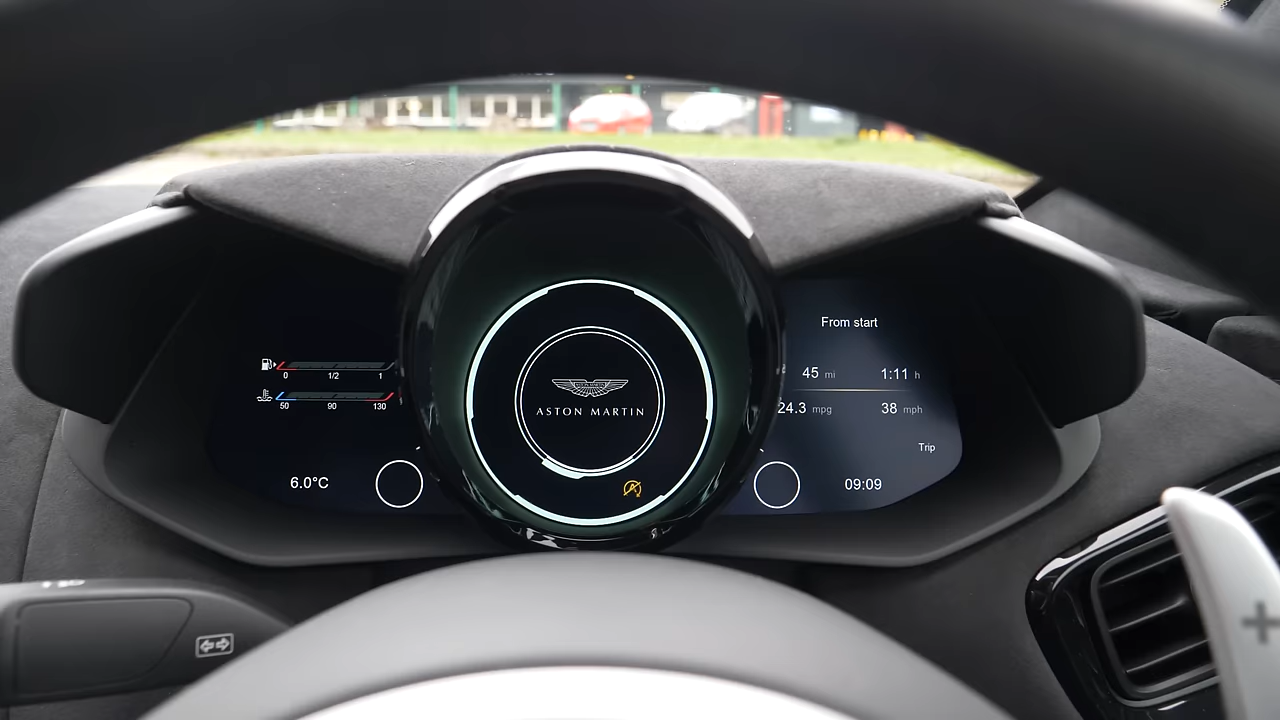 From start
45 mi 1:11 h
24.3 mpg 38 mph
Trip
09:09
0 1/2 1
50 90 130
6.0°C
ASTON MARTIN
+